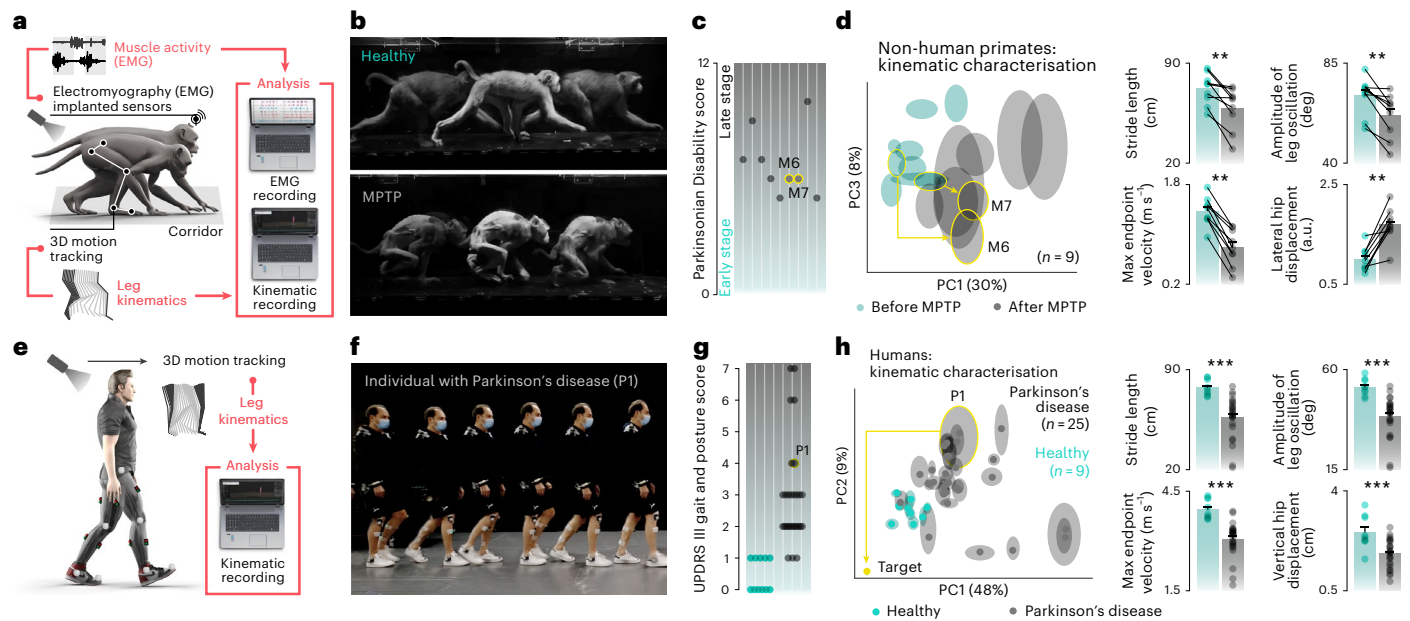 a
Muscle activity
(EMG)
Analysis
Electromyography (EMG)
implanted sensors
EMG
recording
Corridor
3D motion
tracking
Leg
kinematics
Kinematic
recording
b
Healthy
MPTP
c
Parkinsonian Disability score
12
0
Late stage
Early stage
M6
M7
d
Non-human primates:
kinematic characterisation
PC3 (8%)
M7
M6
(n = 9)
PC1 (30%)
Before MPTP
After MPTP
**
90
Stride length
(cm)
20
**
85
Amplitude of
leg oscillation
(deg)
40
**
1.8
Max endpoint
velocity (m s⁻¹)
0.2
**
2.5
Lateral hip
displacement
(a.u.)
0.5
e
3D motion tracking
Leg
kinematics
Analysis
Kinematic
recording
f
Individual with Parkinson's disease (P1)
g
UPDRS III gait and posture score
7
6
5
4
3
2
1
0
P1
h
Humans:
kinematic characterisation
P1
Parkinson's
disease
(n = 25)
Healthy
(n = 9)
PC2 (9%)
Target
PC1 (48%)
Healthy
Parkinson's disease
***
90
Stride length
(cm)
20
***
60
Amplitude of
leg oscillation
(deg)
15
***
4.5
Max endpoint
velocity (m s⁻¹)
1.5
***
4
Vertical hip
displacement
(cm)
0.5